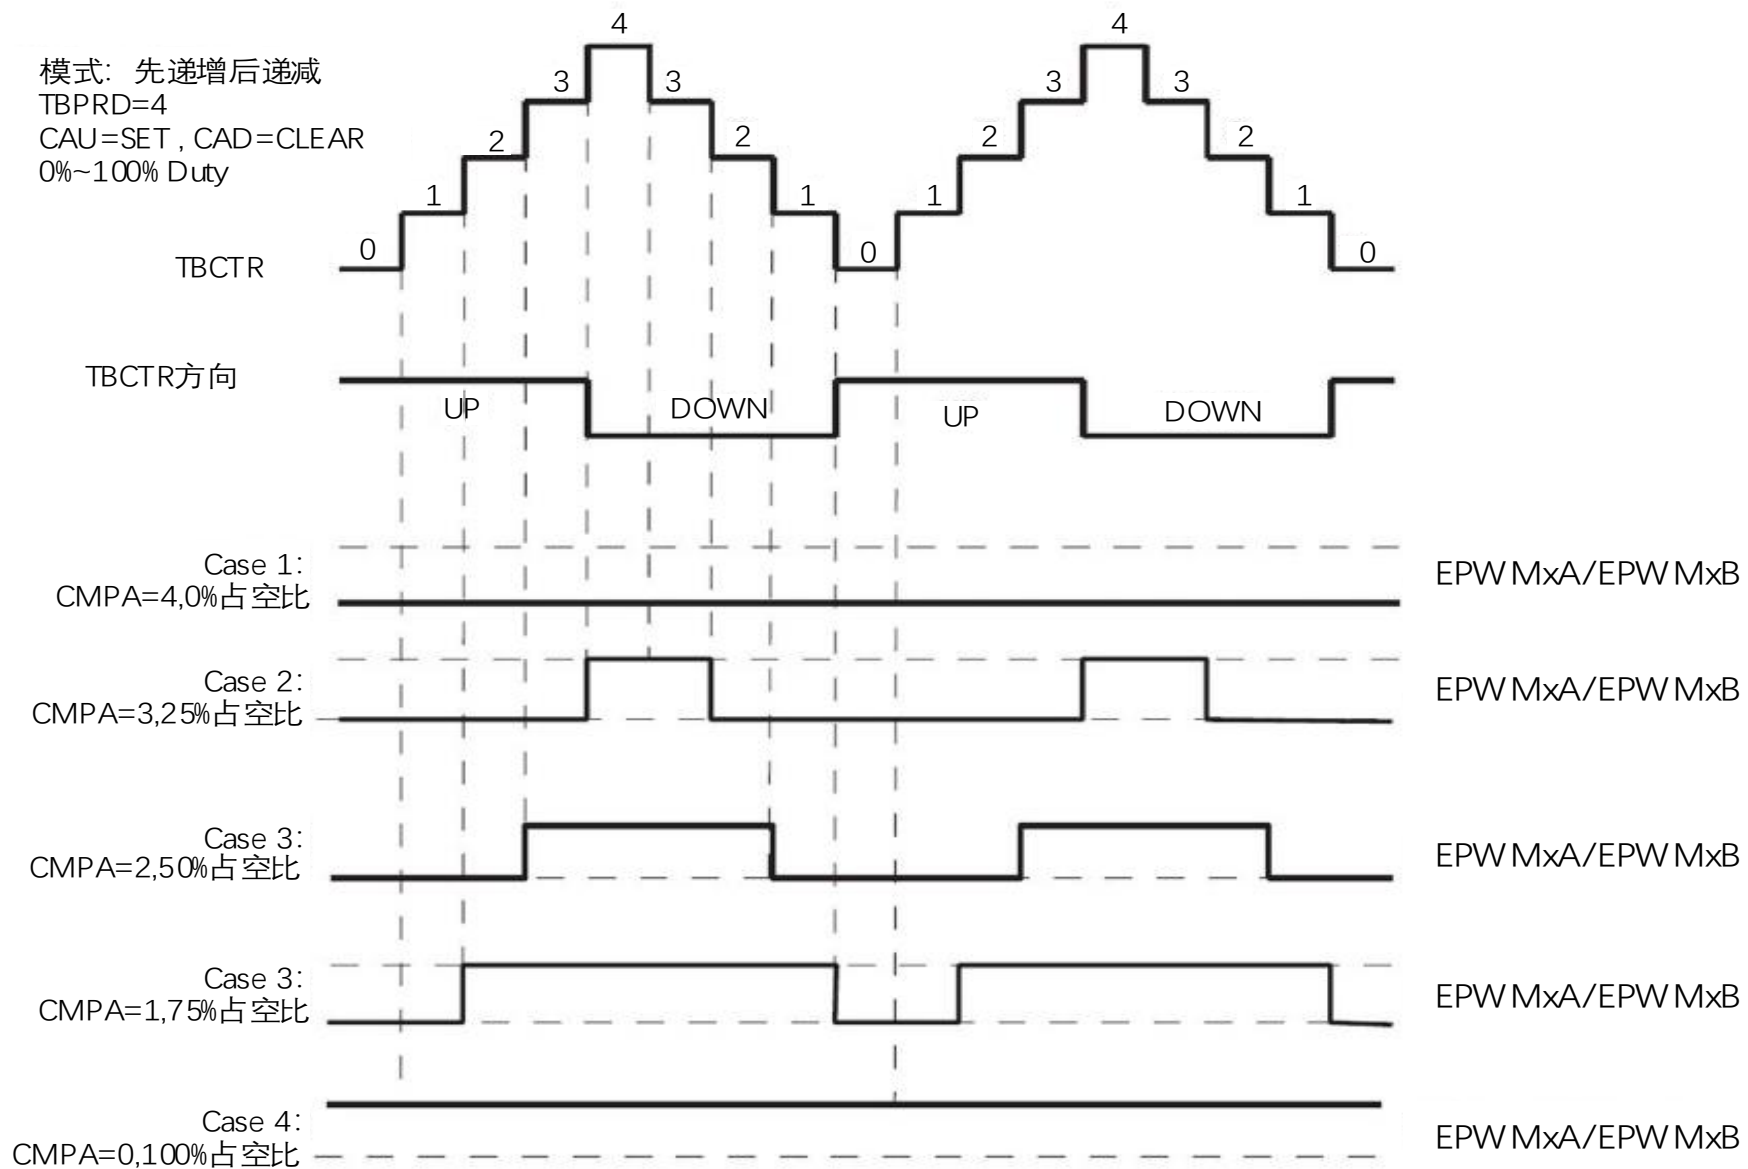 模式：先递增后递减
TBPRD=4
CAU=SET , CAD=CLEAR
0%~100% Duty
4
3
3
2
2
1
1
0
4
3
3
2
2
1
1
0
0
TBCTR
TBCTR方向
UP
DOWN
UP
DOWN
Case 1:
CMPA=4,0%占空比
EPWMxA/EPWMxB
Case 2:
CMPA=3,25%占空比
EPWMxA/EPWMxB
Case 3:
CMPA=2,50%占空比
EPWMxA/EPWMxB
Case 3:
CMPA=1,75%占空比
EPWMxA/EPWMxB
Case 4:
CMPA=0,100%占空比
EPWMxA/EPWMxB